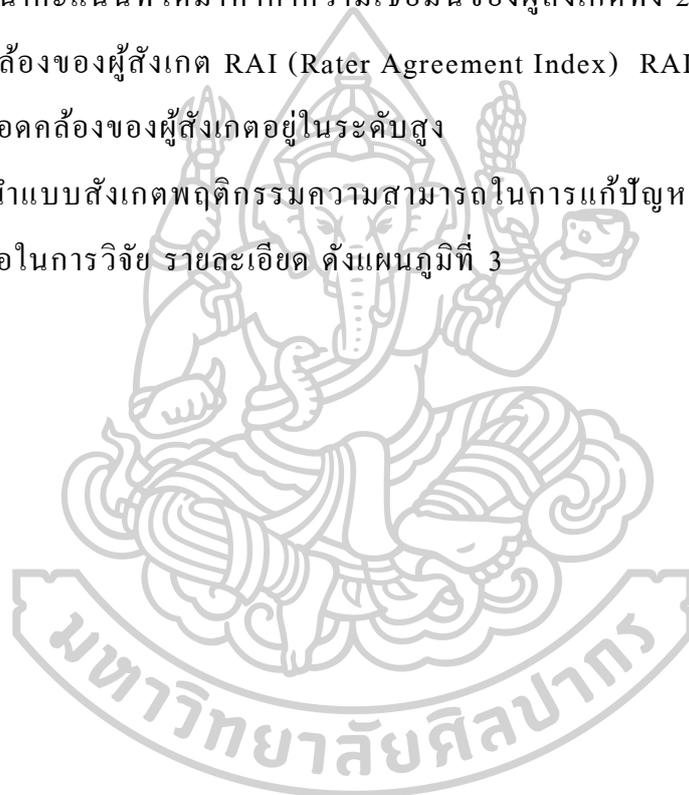 ล้องของผู้สังเกต RAI (Rater Agreement Index) RAI
อดคล้องของผู้สังเกตอยู่ในระดับสูง
นำแบบสังเกตพฤติกรรมความสามารถในการแก้ปัญห
อในการวิจัย รายละเอียด ดังแผนภูมิที่ 3
มหาวิทยาลัยศิลปากร